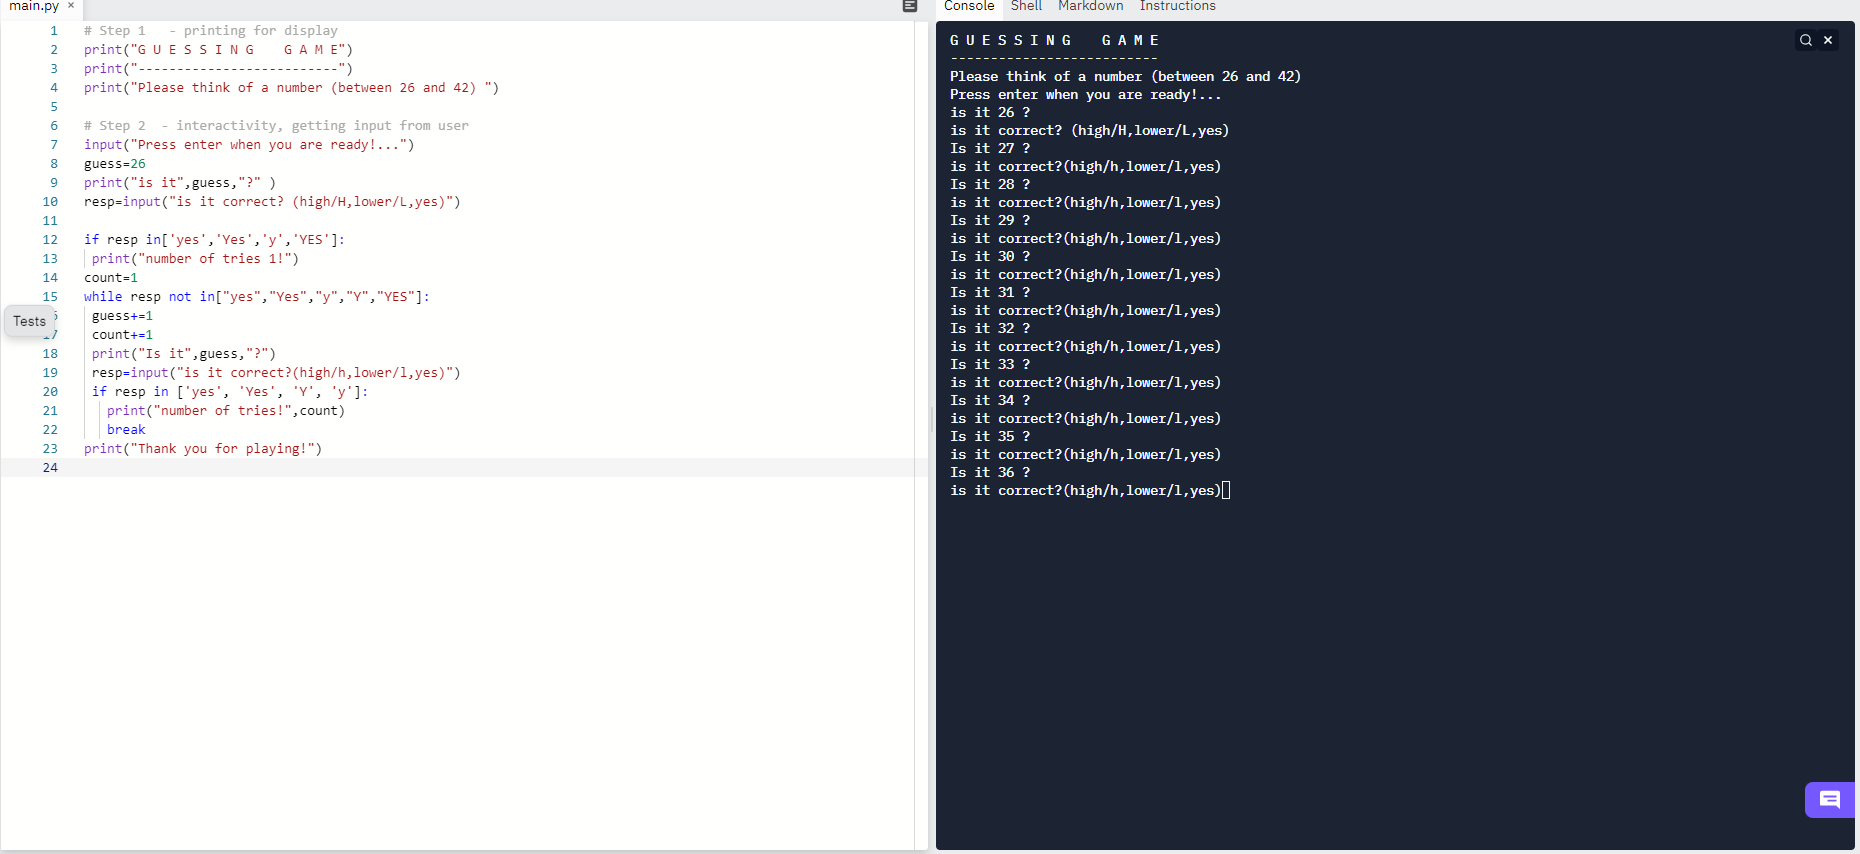 main.py ×
1 # Step 1   - printing for display
2 print("G U E S S I N G    G A M E")
3 print("--------------------------")
4 print("Please think of a number (between 26 and 42) ")
5
6 # Step 2  - interactivity, getting input from user
7 input("Press enter when you are ready!...")
8 guess=26
9 print("is it",guess,"?" )
10 resp=input("is it correct? (high/H,lower/L,yes)")
11
12 if resp in['yes','Yes','y','YES']:
13  print("number of tries 1!")
14 count=1
15 while resp not in["yes","Yes","y","Y","YES"]:
Tests
guess+=1
count+=1
18  print("Is it",guess,"?")
19  resp=input("is it correct?(high/h,lower/l,yes)")
20  if resp in ['yes', 'Yes', 'Y', 'y']:
21    print("number of tries!",count)
22    break
23 print("Thank you for playing!")
24
Console Shell Markdown Instructions
G U E S S I N G    G A M E
--------------------------
Please think of a number (between 26 and 42)
Press enter when you are ready!...
is it 26 ?
is it correct? (high/H,lower/L,yes)
Is it 27 ?
is it correct?(high/h,lower/l,yes)
Is it 28 ?
is it correct?(high/h,lower/l,yes)
Is it 29 ?
is it correct?(high/h,lower/l,yes)
Is it 30 ?
is it correct?(high/h,lower/l,yes)
Is it 31 ?
is it correct?(high/h,lower/l,yes)
Is it 32 ?
is it correct?(high/h,lower/l,yes)
Is it 33 ?
is it correct?(high/h,lower/l,yes)
Is it 34 ?
is it correct?(high/h,lower/l,yes)
Is it 35 ?
is it correct?(high/h,lower/l,yes)
Is it 36 ?
is it correct?(high/h,lower/l,yes)